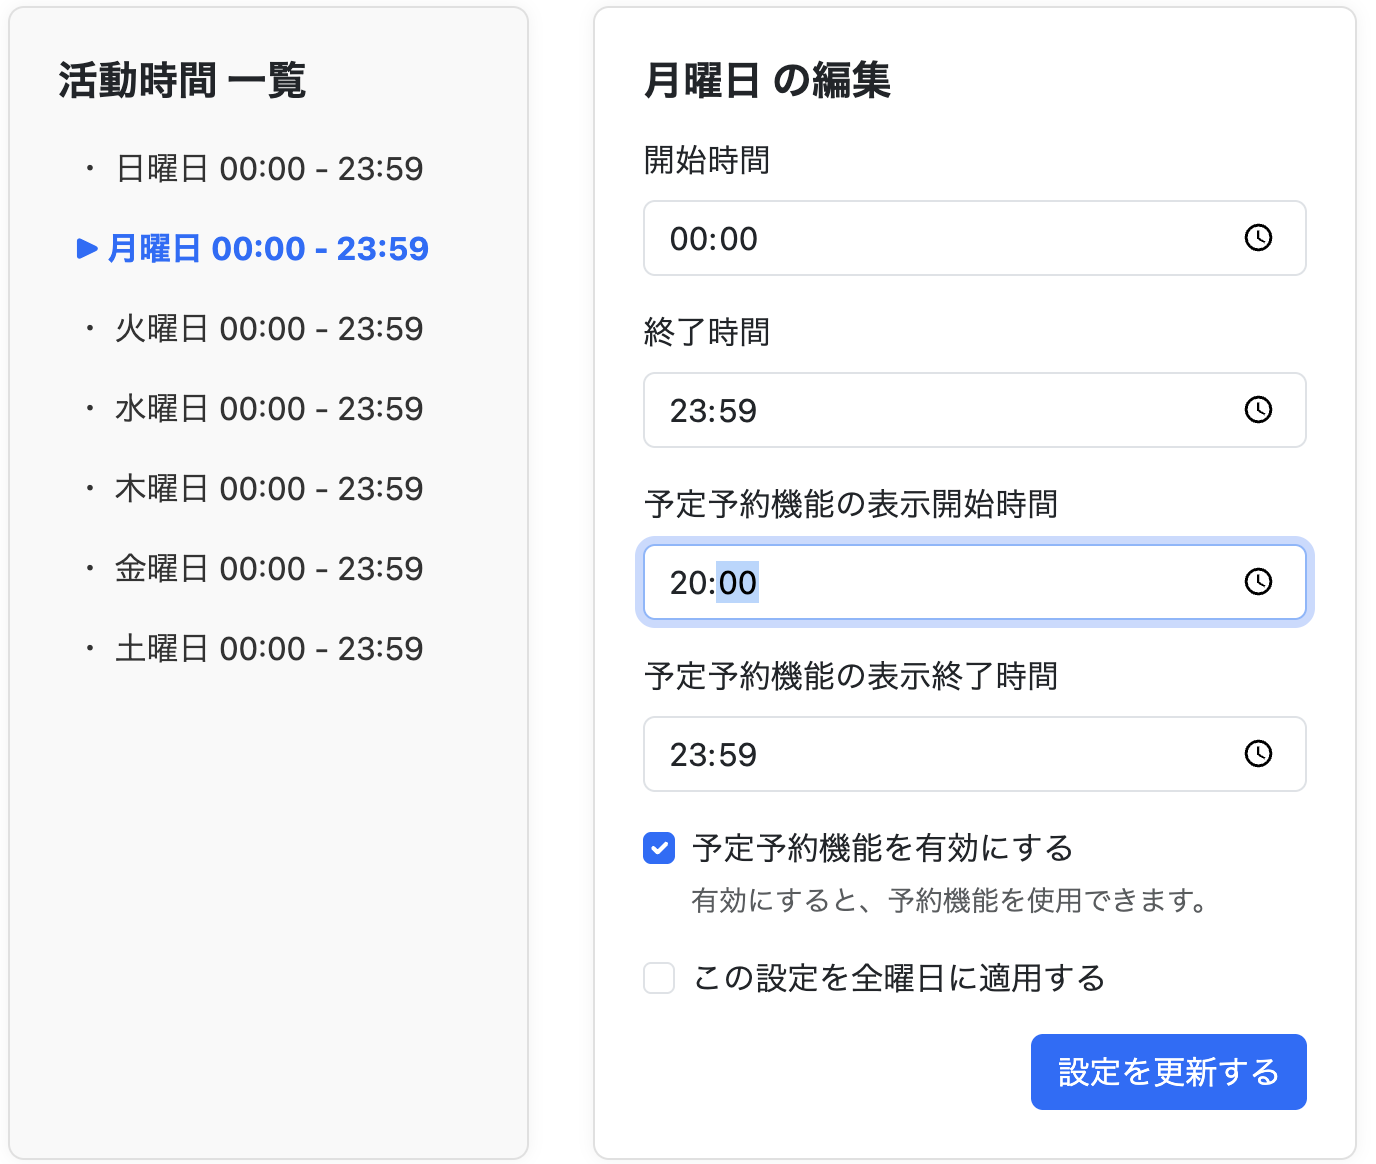 活動時間 一覧
・ 日曜日 00:00 - 23:59
▶ 月曜日 00:00 - 23:59
・ 火曜日 00:00 - 23:59
・ 水曜日 00:00 - 23:59
・ 木曜日 00:00 - 23:59
・ 金曜日 00:00 - 23:59
・ 土曜日 00:00 - 23:59
月曜日 の編集
開始時間
00:00
終了時間
23:59
予定予約機能の表示開始時間
20:00
予定予約機能の表示終了時間
23:59
予定予約機能を有効にする
有効にすると、予約機能を使用できます。
この設定を全曜日に適用する
設定を更新する